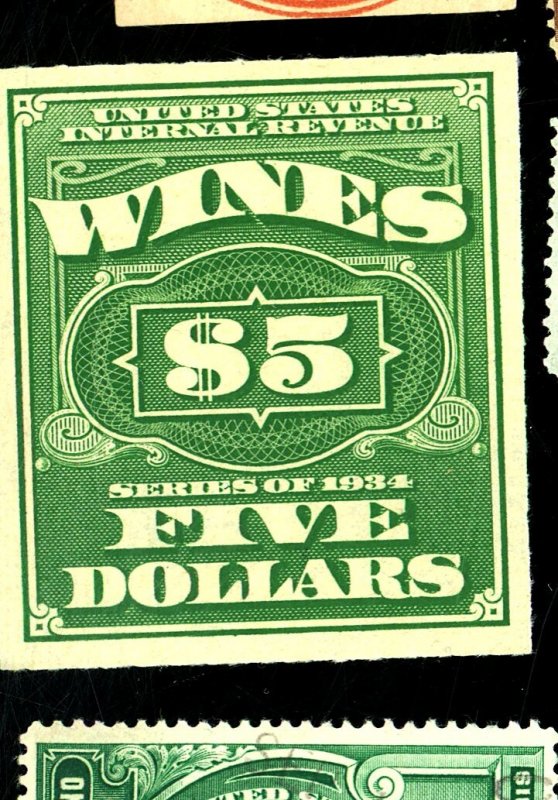 UNITED STATES
INTERNAL REVENUE
WINES
$5
SERIES OF 1934
FIVE
DOLLARS